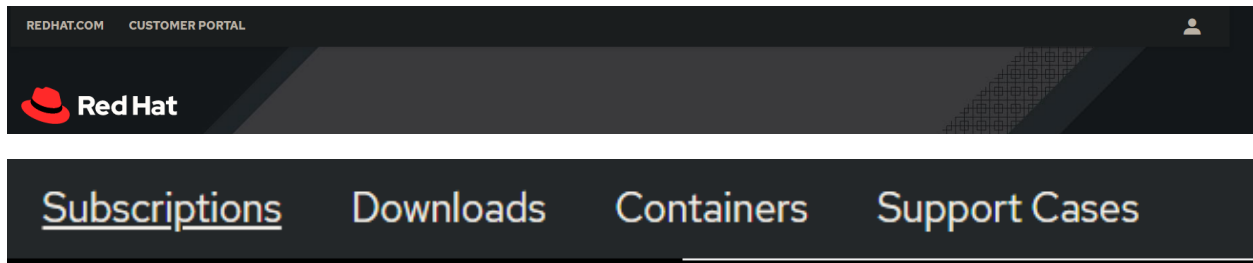 REDHAT.COM CUSTOMER PORTAL
Red Hat
Subscriptions Downloads Containers Support Cases